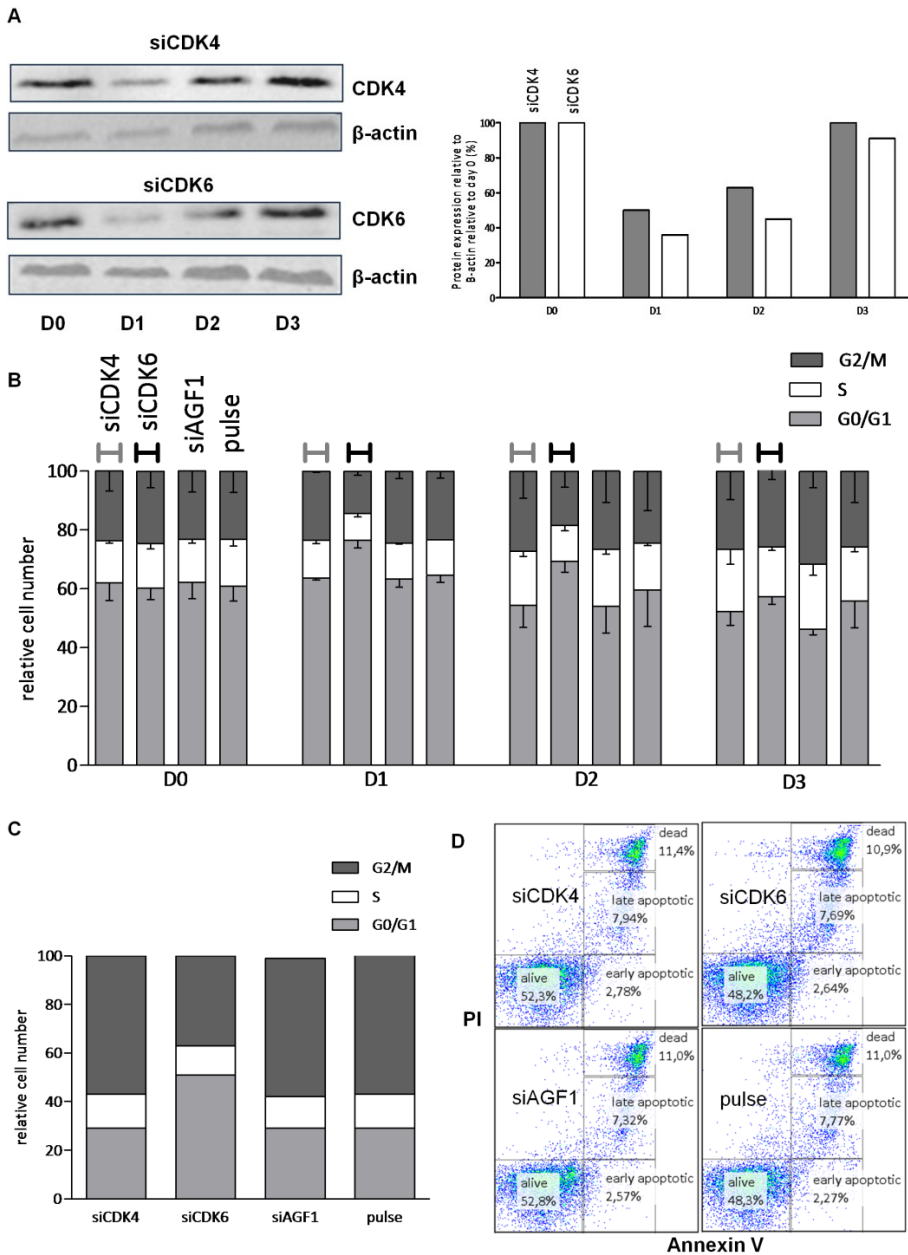 A
siCDK4
CDK4
β-actin
siCDK6
CDK6
β-actin
D0 D1 D2 D3
siCDK4
siCDK6
Protein expression relative to
B-actin relative to day 0 (%)
100
80
60
40
20
0
D0 D1 D2 D3
B
siCDK4
siCDK6
siAGF1
pulse
G2/M
S
G0/G1
relative cell number
100
80
60
40
20
0
D0 D1 D2 D3
C
G2/M
S
G0/G1
relative cell number
100
80
60
40
20
0
siCDK4 siCDK6 siAGF1 pulse
D
siCDK4
dead
11,4%
late apoptotic
7,94%
alive
52,3%
early apoptotic
2,78%
siCDK6
dead
10,9%
late apoptotic
7,69%
alive
48,2%
early apoptotic
2,64%
PI
siAGF1
dead
11,0%
late apoptotic
7,32%
alive
52,8%
early apoptotic
2,57%
pulse
dead
11,0%
late apoptotic
7,77%
alive
48,3%
early apoptotic
2,27%
Annexin V